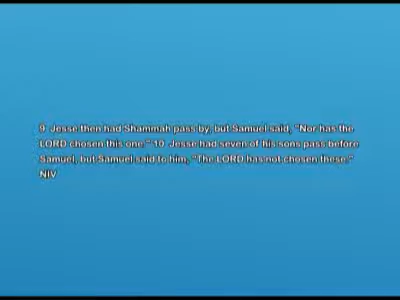 9  Jesse then had Shammah pass by, but Samuel said, "Nor has the
LORD chosen this one." 10  Jesse had seven of his sons pass before
Samuel, but Samuel said to him, "The LORD has not chosen these."
NIV